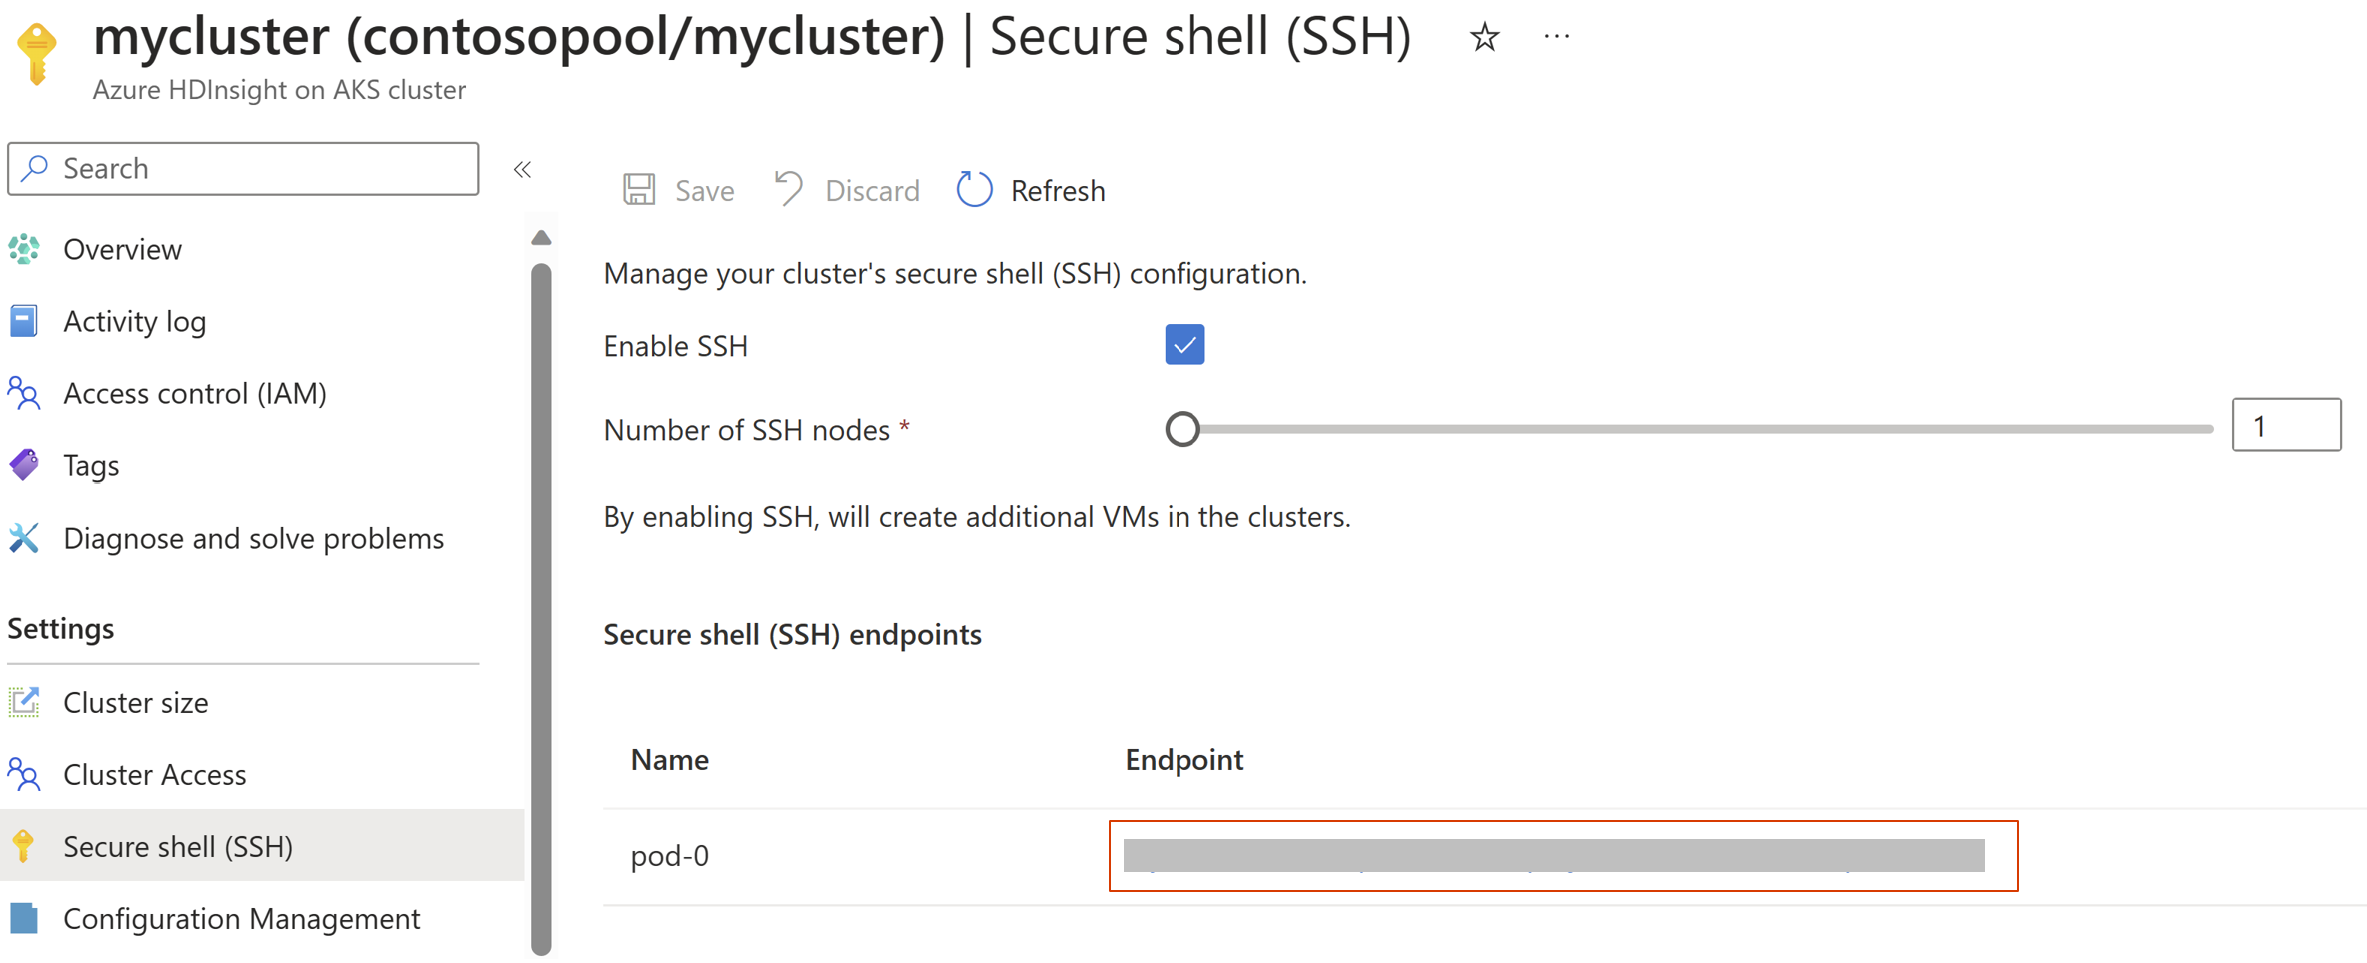 mycluster (contosopool/mycluster) | Secure shell (SSH)
Azure HDInsight on AKS cluster
Search
Save
Discard
Refresh
Overview
Activity log
Access control (IAM)
Tags
Diagnose and solve problems
Settings
Cluster size
Cluster Access
Secure shell (SSH)
Configuration Management
Manage your cluster's secure shell (SSH) configuration.
Enable SSH
Number of SSH nodes *
1
By enabling SSH, will create additional VMs in the clusters.
Secure shell (SSH) endpoints
Name Endpoint
pod-0